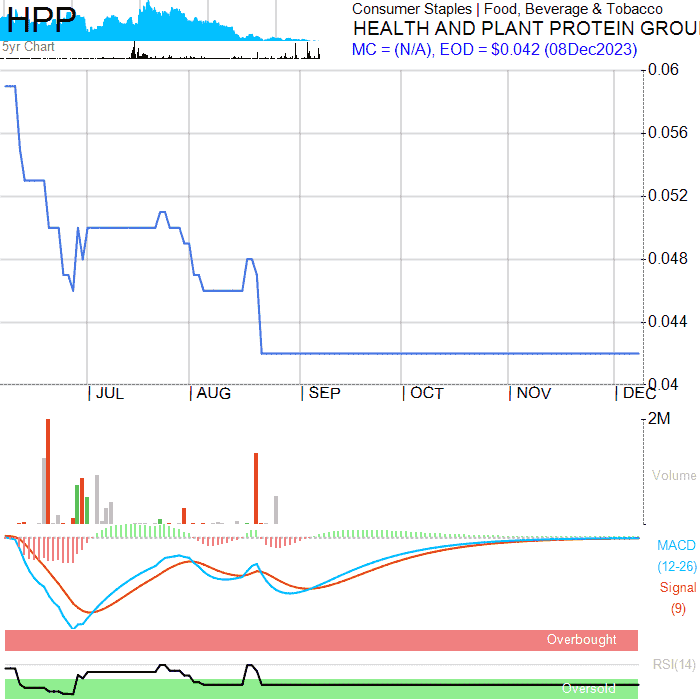 HPP
5yr Chart
Consumer Staples | Food, Beverage & Tobacco
HEALTH AND PLANT PROTEIN GROU
MC = (N/A), EOD = $0.042 (08Dec2023)
0.06
0.056
0.052
0.048
0.044
0.04
JUL AUG SEP OCT NOV DEC
2M
Volume
MACD
(12-26)
Signal
(9)
Overbought
RSI(14)
Oversold